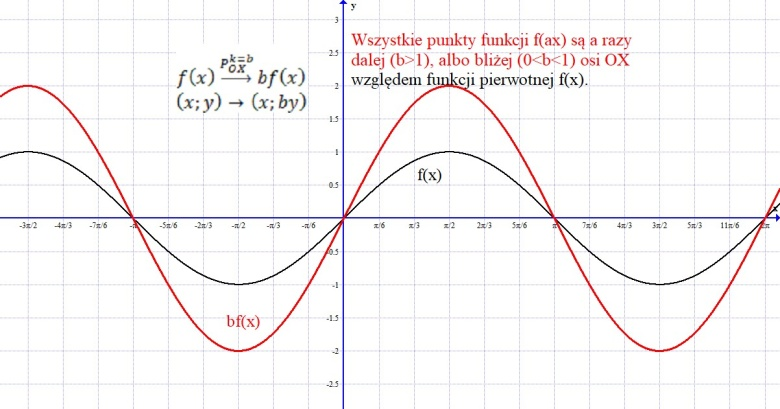 y
3
Wszystkie punkty funkcji f(ax) są a razy
dalej (b>1), albo bliżej (0<b<1) osi OX
względem funkcji pierwotnej f(x).
P_OX^k=b
f(x) → bf(x)
(x; y) → (x; by)
2.5
2
1.5
1
f(x)
0.5
x
-3π/2 -4π/3 -7π/6 -π -5π/6 -2π/3 -π/2 -π/3 -π/6 π/6 π/3 π/2 2π/3 5π/6 π 7π/6 4π/3 3π/2 5π/3 11π/6 2π
-0.5
-1
bf(x)
-1.5
-2
-2.5